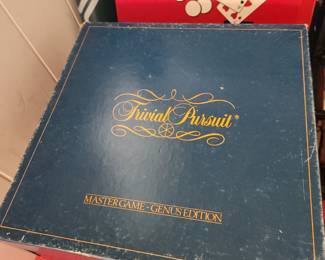 Trivial Pursuit®
MASTER GAME - GENUS EDITION